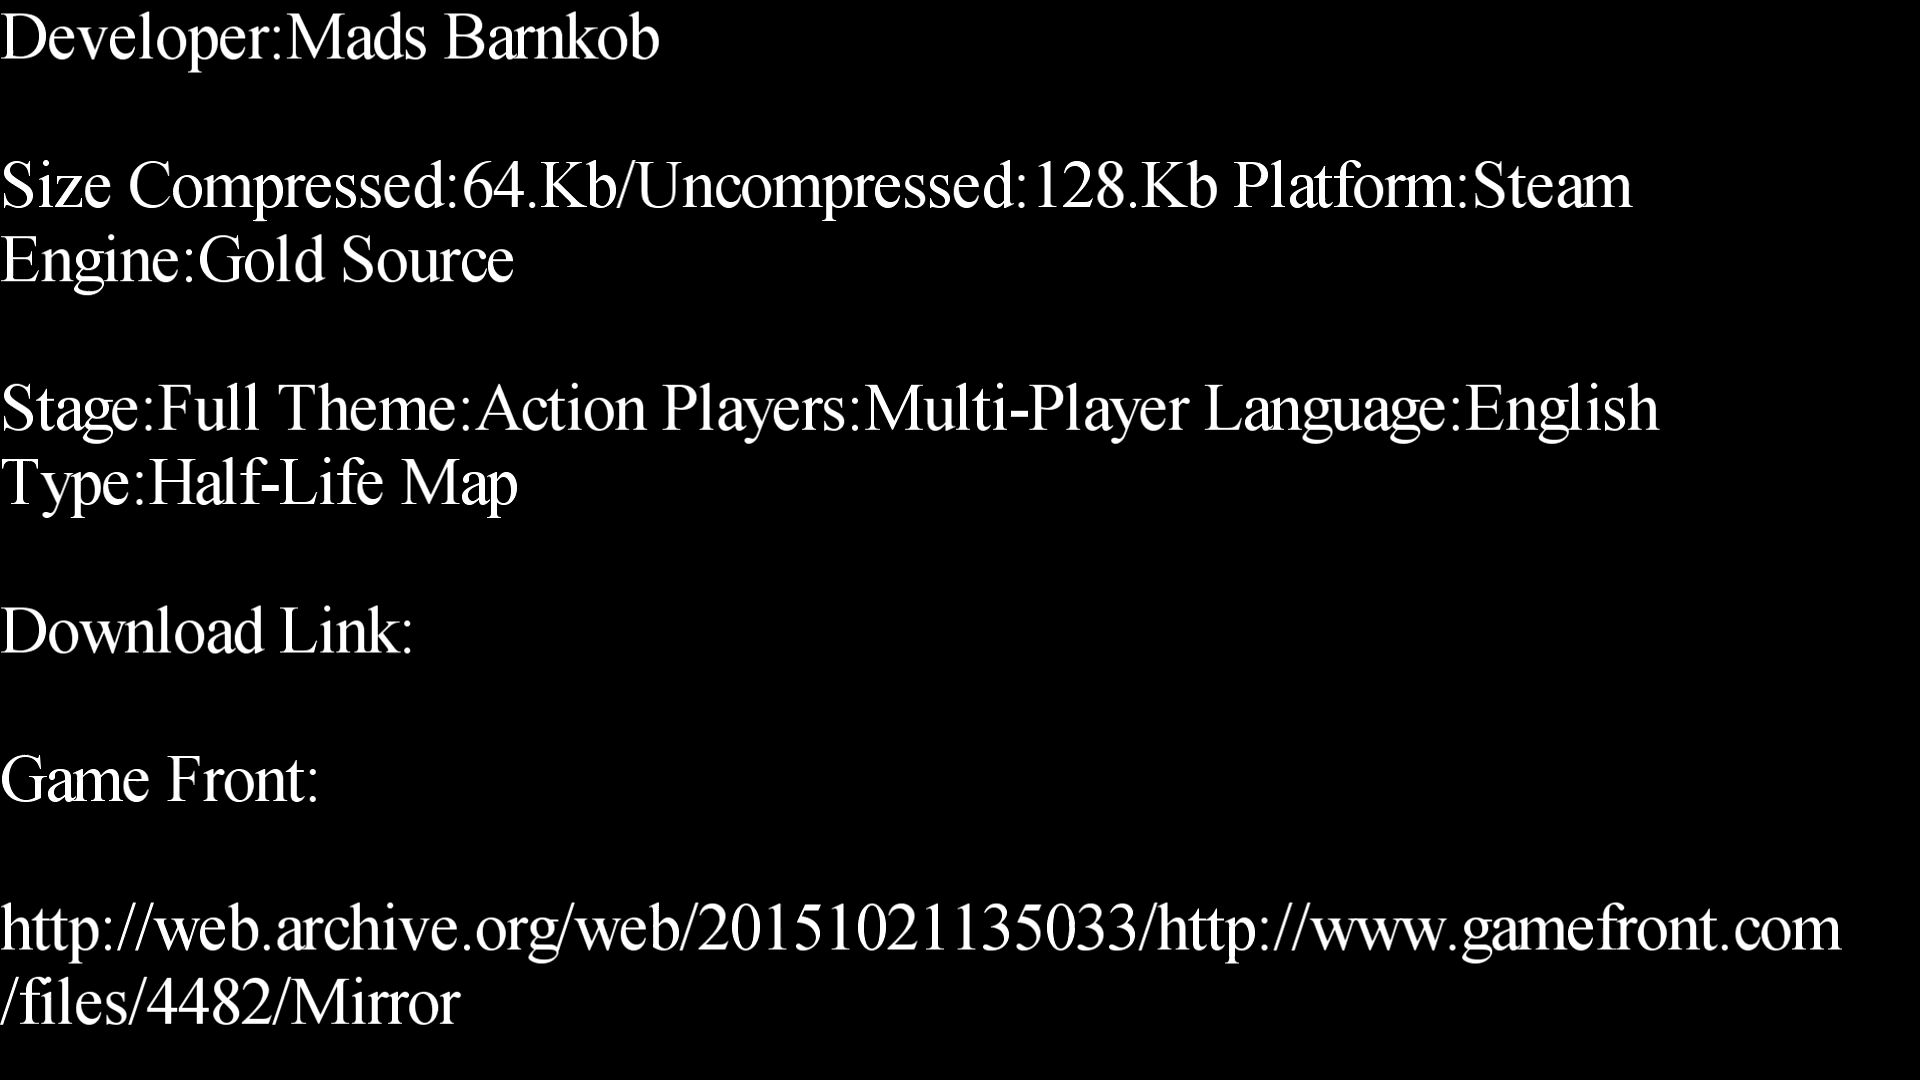 Developer:Mads Barnkob
Size Compressed:64.Kb/Uncompressed:128.Kb Platform:Steam
Engine:Gold Source
Stage:Full Theme:Action Players:Multi-Player Language:English
Type:Half-Life Map
Download Link:
Game Front:
http://web.archive.org/web/20151021135033/http://www.gamefront.com
/files/4482/Mirror